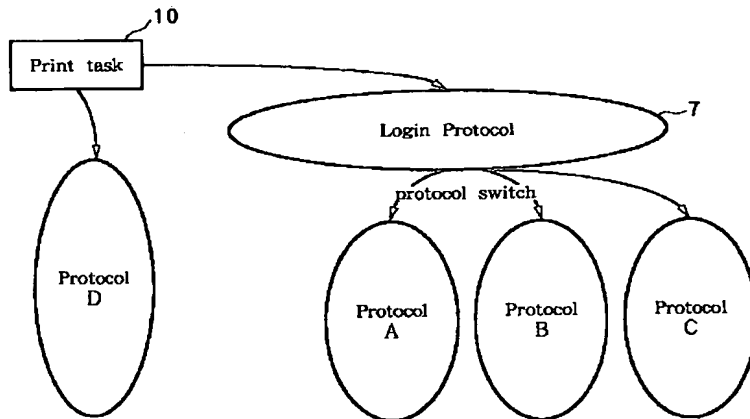 10
Print task
7
Login Protocol
protocol switch
Protocol
D
Protocol
A
Protocol
B
Protocol
C